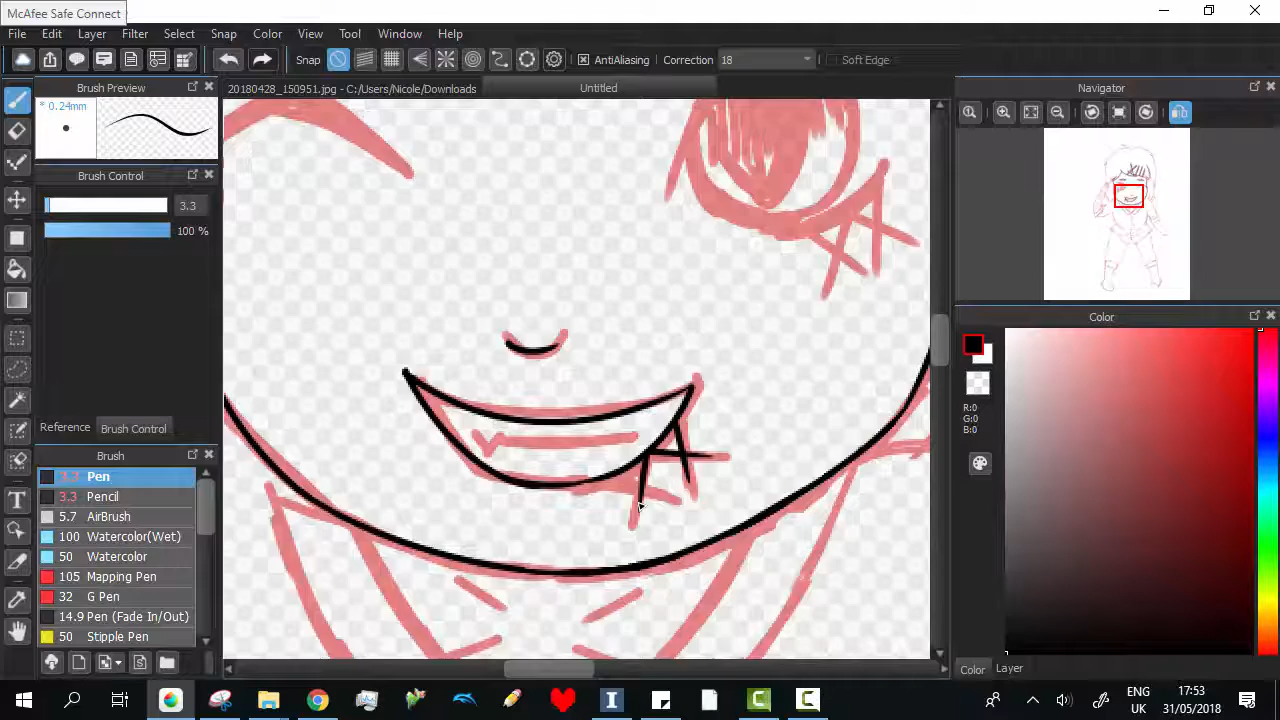 McAfee Safe Connect
File Edit Layer Filter Select Snap Color View Tool Window Help
Snap AntiAliasing Correction 18 Soft Edge
Brush Preview
20180428_150951.jpg - C:/Users/Nicole/Downloads
Untitled
Navigator
* 0.24mm
Brush Control
3.3
100 %
Color
R:0
G:0
B:0
Reference Brush Control
Brush
3.3 Pen
3.3 Pencil
5.7 AirBrush
100 Watercolor(Wet)
50 Watercolor
105 Mapping Pen
32 G Pen
14.9 Pen (Fade In/Out)
50 Stipple Pen
Color Layer
ENG
UK
17:53
31/05/2018